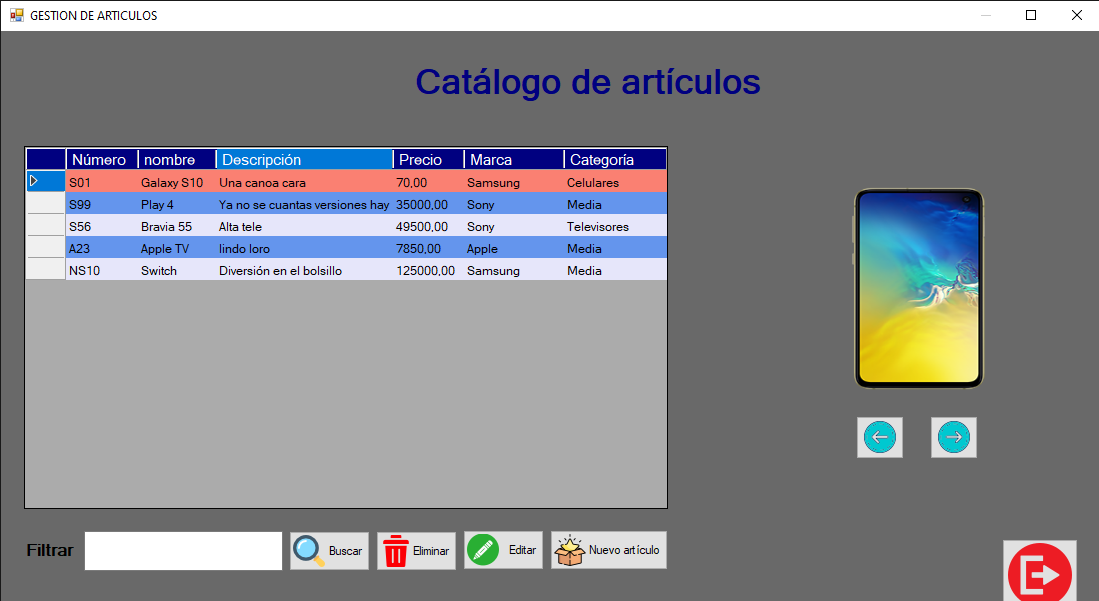 GESTION DE ARTICULOS
Catálogo de artículos
Número nombre Descripción Precio Marca Categoría
S01 Galaxy S10 Una canoa cara 70,00 Samsung Celulares
S99 Play 4 Ya no se cuantas versiones hay 35000,00 Sony Media
S56 Bravia 55 Alta tele 49500,00 Sony Televisores
A23 Apple TV lindo loro 7850,00 Apple Media
NS10 Switch Diversión en el bolsillo 125000,00 Samsung Media
Filtrar Buscar Eliminar Editar Nuevo artículo